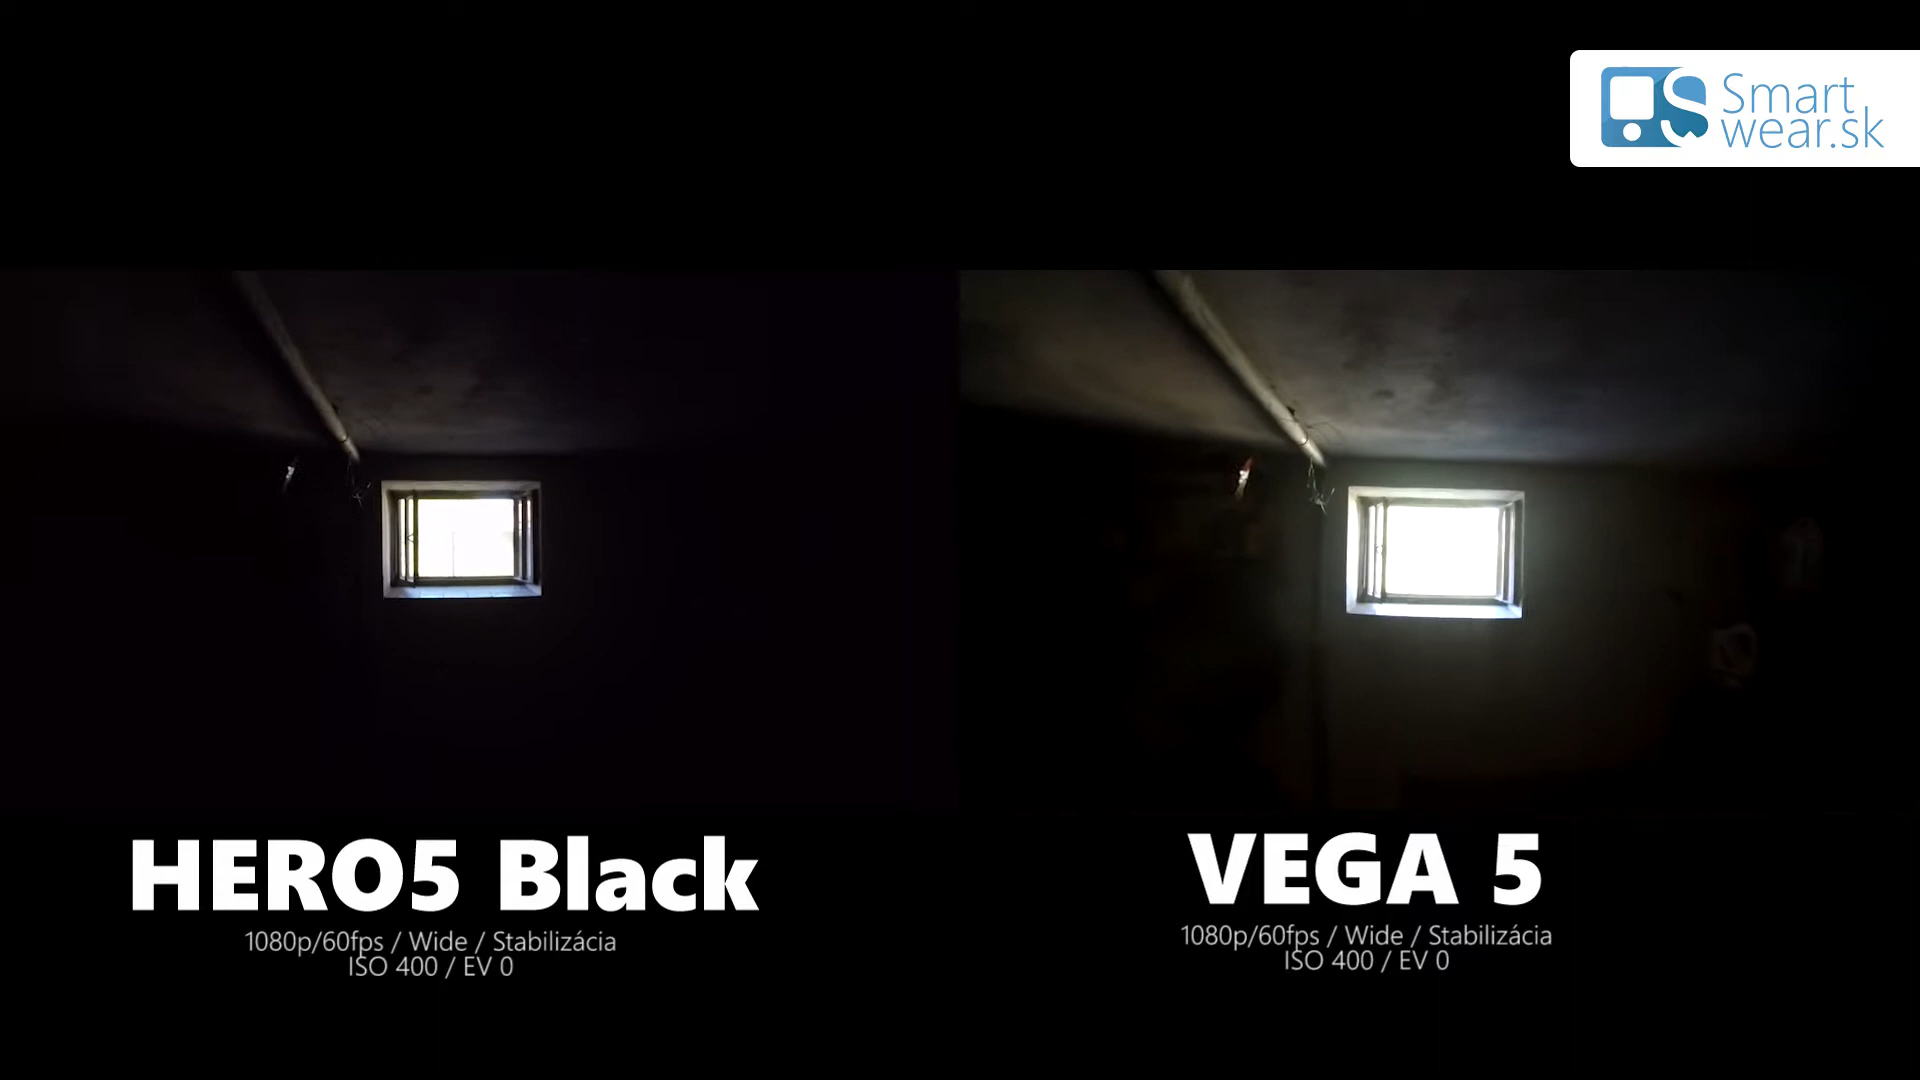 Smart
wear.sk
HERO5 Black
1080p/60fps / Wide / Stabilizácia
ISO 400 / EV 0
VEGA 5
1080p/60fps / Wide / Stabilizácia
ISO 400 / EV 0